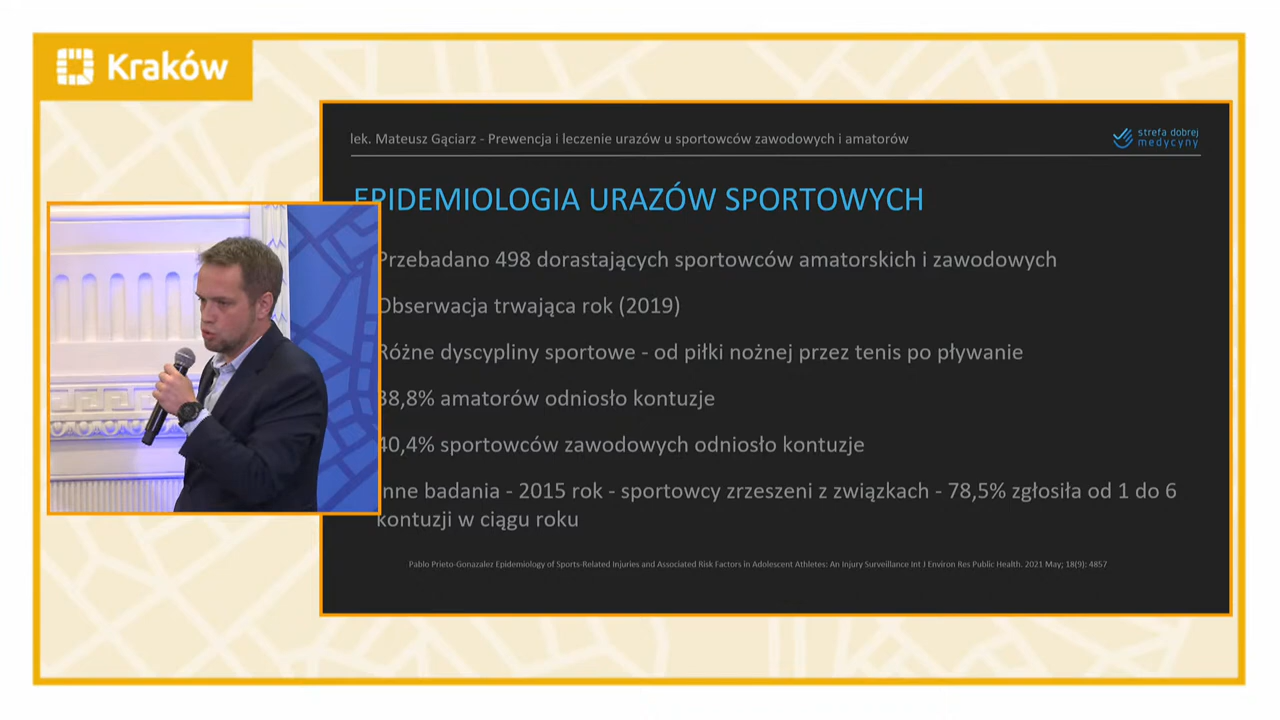 Kraków
lek. Mateusz Gąciarz - Prewencja i leczenie urazów u sportowców zawodowych i amatorów
strefa dobrej
medycyny
EPIDEMIOLOGIA URAZÓW SPORTOWYCH
Przebadano 498 dorastających sportowców amatorskich i zawodowych
Obserwacja trwająca rok (2019)
Różne dyscypliny sportowe - od piłki nożnej przez tenis po pływanie
38,8% amatorów odniosło kontuzje
40,4% sportowców zawodowych odniosło kontuzje
Inne badania - 2015 rok - sportowcy zrzeszeni z związkach - 78,5% zgłosiła od 1 do 6
kontuzji w ciągu roku
Pablo Prieto-Gonazalez Epidemiology of Sports-Related Injuries and Associated Risk Factors in Adolescent Athletes: An Injury Surveillance Int J Environ Res Public Health. 2021 May; 18(9): 4857